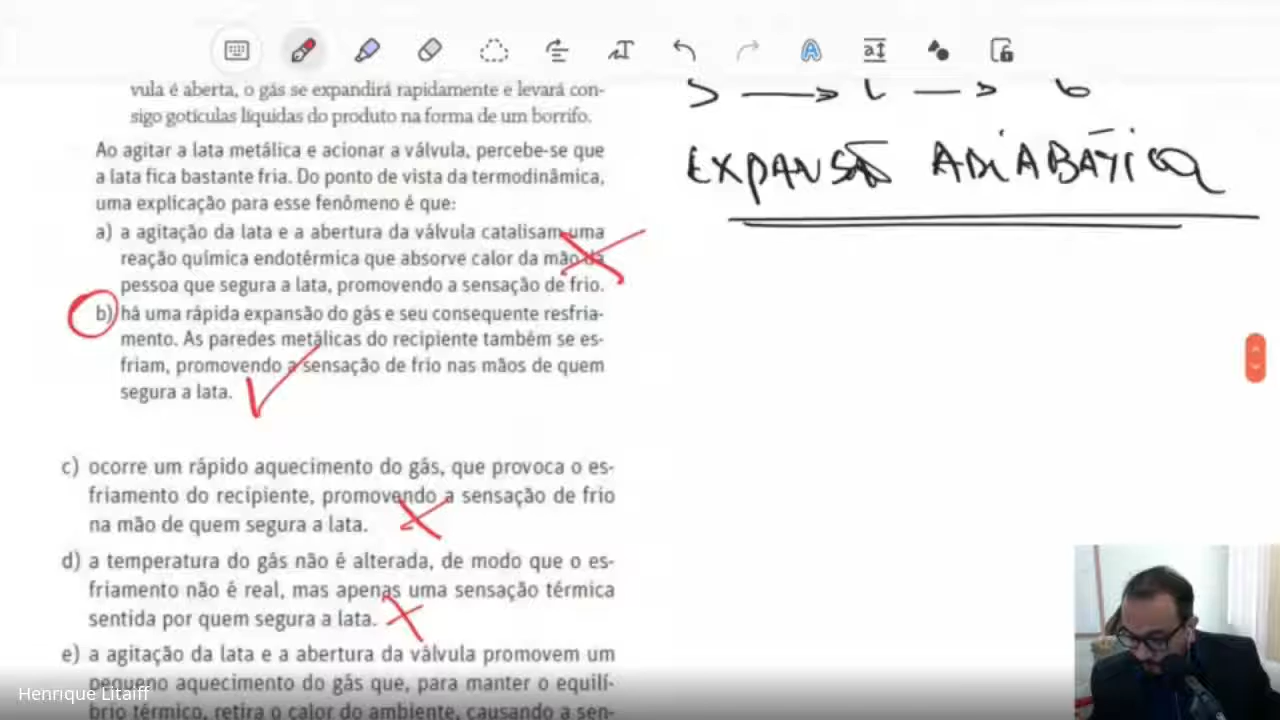 vula é aberta, o gás se expandirá rapidamente e levará con-
sigo gotículas líquidas do produto na forma de um borrifo.
Ao agitar a lata metálica e acionar a válvula, percebe-se que
a lata fica bastante fria. Do ponto de vista da termodinâmica,
uma explicação para esse fenômeno é que:
a) a agitação da lata e a abertura da válvula catalisam uma
reação química endotérmica que absorve calor da mão da
pessoa que segura a lata, promovendo a sensação de frio.
b) há uma rápida expansão do gás e seu consequente resfria-
mento. As paredes metálicas do recipiente também se es-
friam, promovendo a sensação de frio nas mãos de quem
segura a lata.
c) ocorre um rápido aquecimento do gás, que provoca o es-
friamento do recipiente, promovendo a sensação de frio
na mão de quem segura a lata.
d) a temperatura do gás não é alterada, de modo que o es-
friamento não é real, mas apenas uma sensação térmica
sentida por quem segura a lata.
e) a agitação da lata e a abertura da válvula promovem um
pequeno aquecimento do gás que, para manter o equilí-
brio térmico, retira o calor do ambiente, causando a sen-
EXPANSÃO ADIABÁTICA
Henrique Litaiff